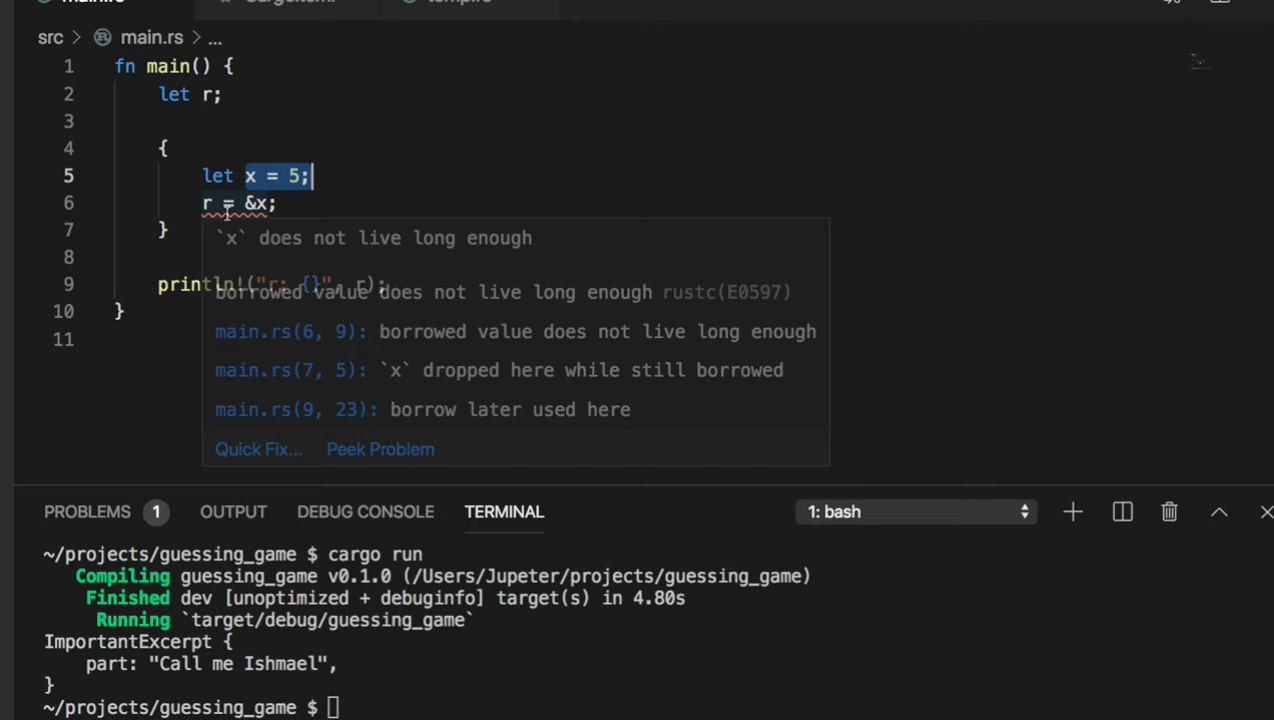 src > main.rs > ...
1 fn main() {
2 let r;
3
4 {
5 let x = 5;
6 r = &x;
7 }
8
9 println!("r: {}", r);
10 }
11
`x` does not live long enough
borrowed value does not live long enough rustc(E0597)
main.rs(6, 9): borrowed value does not live long enough
main.rs(7, 5): `x` dropped here while still borrowed
main.rs(9, 23): borrow later used here
Quick Fix... Peek Problem
PROBLEMS 1 OUTPUT DEBUG CONSOLE TERMINAL 1: bash
~/projects/guessing_game $ cargo run
Compiling guessing_game v0.1.0 (/Users/Jupeter/projects/guessing_game)
Finished dev [unoptimized + debuginfo] target(s) in 4.80s
Running `target/debug/guessing_game`
ImportantExcerpt {
part: "Call me Ishmael",
}
~/projects/guessing_game $